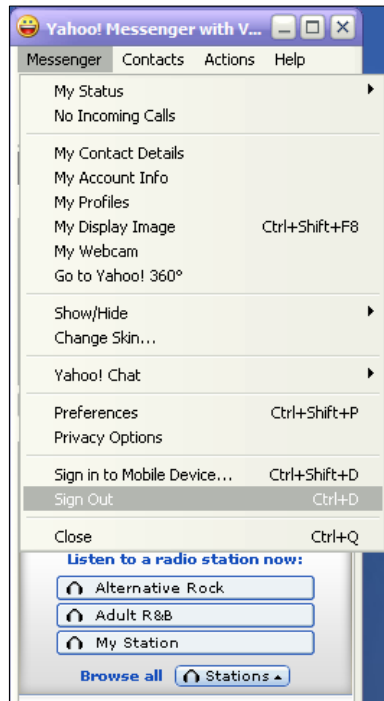 Yahoo! Messenger with V...
Messenger Contacts Actions Help
My Status
No Incoming Calls
My Contact Details
My Account Info
My Profiles
My Display Image Ctrl+Shift+F8
My Webcam
Go to Yahoo! 360°
Show/Hide
Change Skin...
Yahoo! Chat
Preferences Ctrl+Shift+P
Privacy Options
Sign in to Mobile Device... Ctrl+Shift+D
Sign Out Ctrl+D
Close Ctrl+Q
Listen to a radio station now:
Alternative Rock
Adult R&B
My Station
Browse all Stations